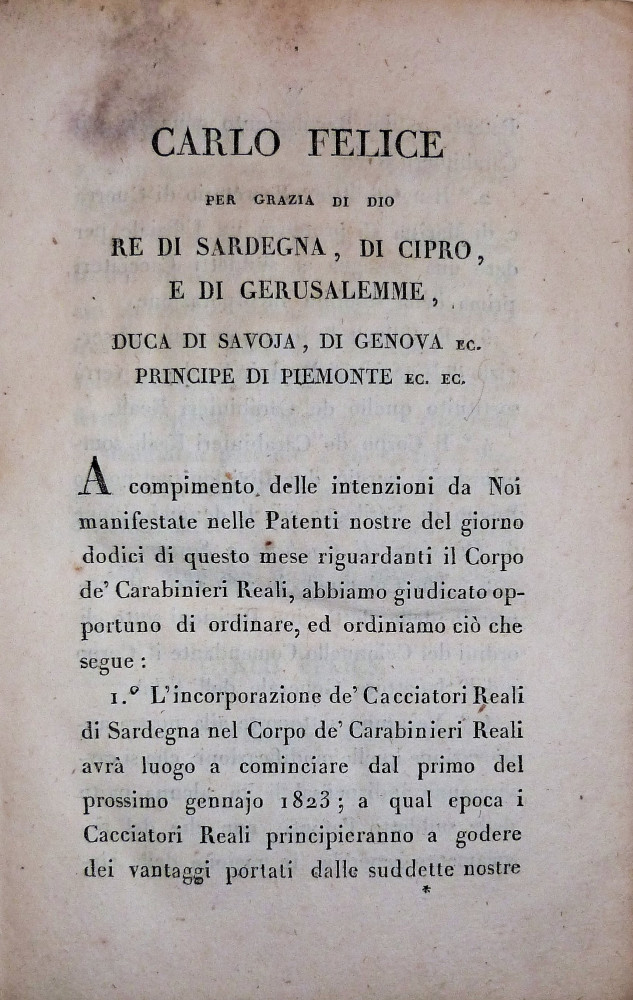 CARLO FELICE
PER GRAZIA DI DIO
RE DI SARDEGNA, DI CIPRO,
E DI GERUSALEMME,
DUCA DI SAVOJA, DI GENOVA EC.
PRINCIPE DI PIEMONTE EC. EC.
A compimento delle intenzioni da Noi
manifestate nelle Patenti nostre del giorno
dodici di questo mese riguardanti il Corpo
de' Carabinieri Reali, abbiamo giudicato op-
portuno di ordinare, ed ordiniamo ciò che
segue :
1.º L'incorporazione de' Cacciatori Reali
di Sardegna nel Corpo de' Carabinieri Reali
avrà luogo a cominciare dal primo del
prossimo gennajo 1823 ; a qual epoca i
Cacciatori Reali principieranno a godere
dei vantaggi portati dalle suddette nostre
*